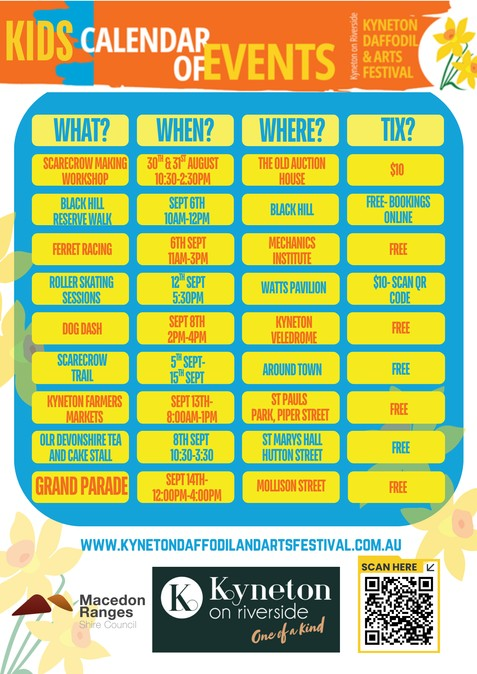 KIDS CALENDAR
OF EVENTS
Kyneton on Riverside
KYNETON
DAFFODIL
& ARTS
FESTIVAL
WHAT? WHEN? WHERE? TIX?
SCARECROW MAKING
WORKSHOP
30TH & 31ST AUGUST
10:30-2:30PM
THE OLD AUCTION
HOUSE
$10
BLACK HILL
RESERVE WALK
SEPT 6TH
10AM-12PM
BLACK HILL
FREE- BOOKINGS
ONLINE
FERRET RACING
6TH SEPT
11AM-3PM
MECHANICS
INSTITUTE
FREE
ROLLER SKATING
SESSIONS
12TH SEPT
5:30PM
WATTS PAVILION
$10- SCAN QR
CODE
DOG DASH
SEPT 8TH
2PM-4PM
KYNETON
VELEDROME
FREE
SCARECROW
TRAIL
5TH SEPT-
15TH SEPT
AROUND TOWN
FREE
KYNETON FARMERS
MARKETS
SEPT 13TH-
8:00AM-1PM
ST PAULS
PARK, PIPER STREET
FREE
OLR DEVONSHIRE TEA
AND CAKE STALL
8TH SEPT
10:30-3:30
ST MARYS HALL
HUTTON STREET
FREE
GRAND PARADE
SEPT 14TH-
12:00PM-4:00PM
MOLLISON STREET
FREE
WWW.KYNETONDAFFODILANDARTSFESTIVAL.COM.AU
Macedon
Ranges
Shire Council
K
Kyneton
on riverside
One of a kind
SCAN HERE